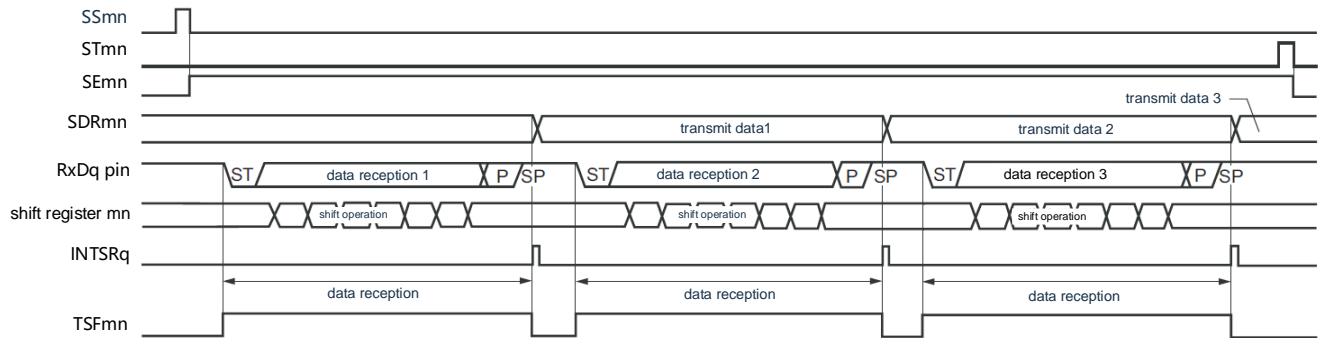 SSmn
STmn
SEmn
transmit data 3
SDRmn
transmit data1
transmit data 2
RxDq pin
ST
data reception 1
P
SP
ST
data reception 2
P
SP
ST
data reception 3
P
SP
shift register mn
shift operation
shift operation
shift operation
INTSRq
data reception
data reception
data reception
TSFmn